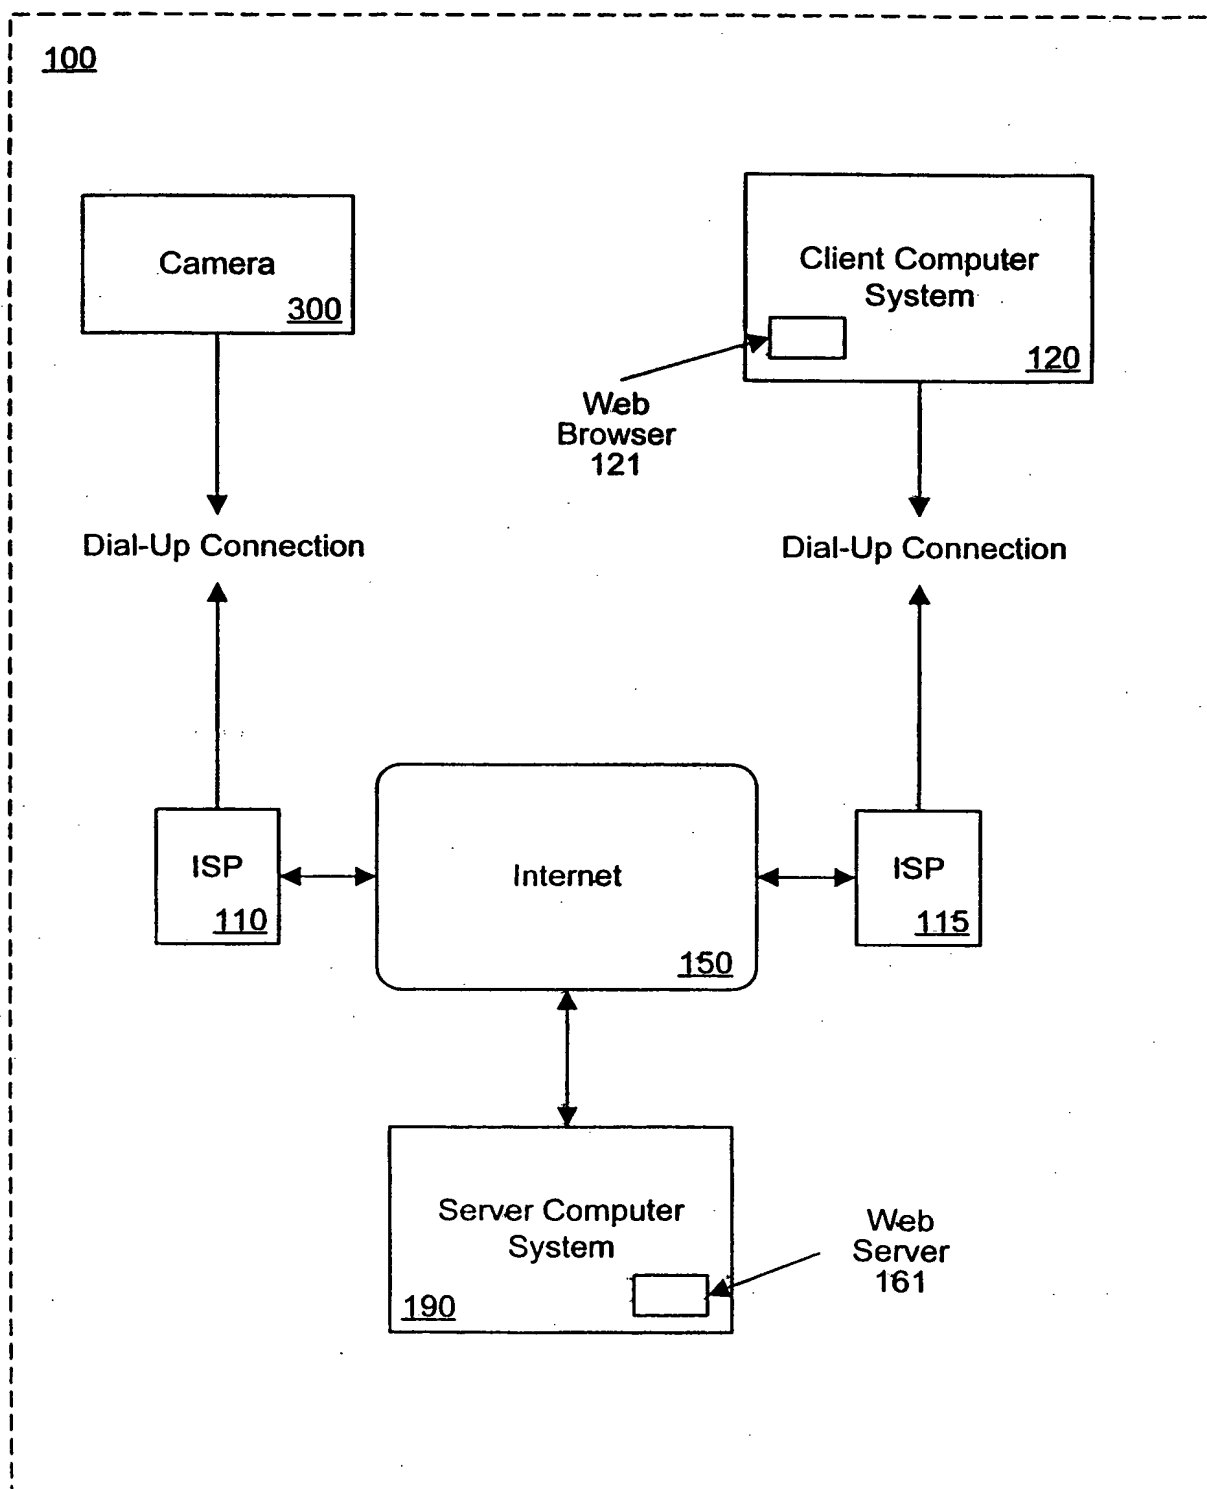 100
Camera
300
Client Computer
System
120
Web
Browser
121
Dial-Up Connection
Dial-Up Connection
ISP
110
Internet
150
ISP
115
Server Computer
System
190
Web
Server
161